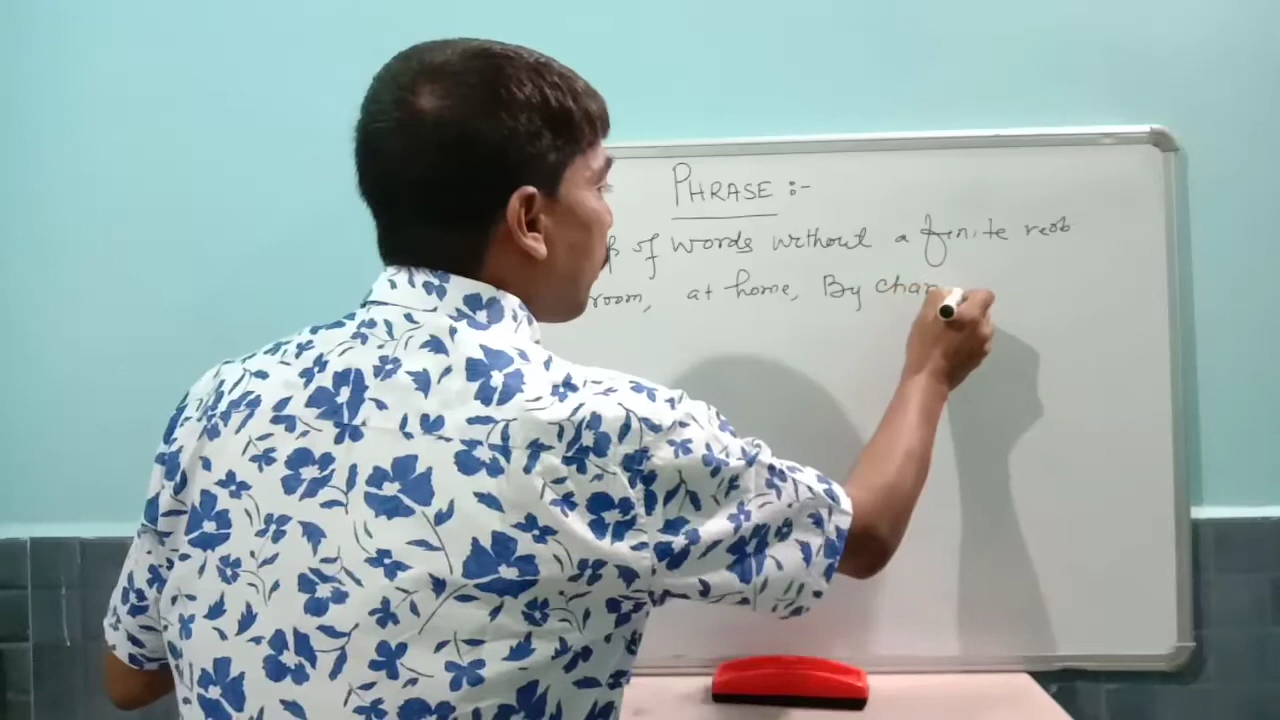 PHRASE :-
of words without a finite verb
room, at home, By chan